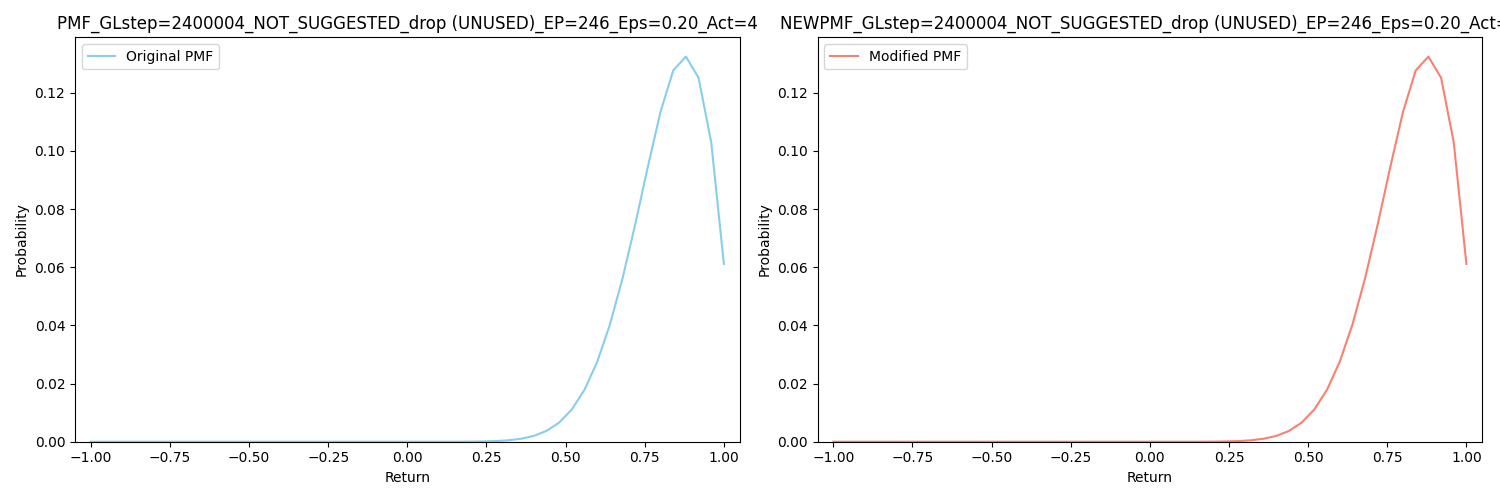 PMF_GLstep=2400004_NOT_SUGGESTED_drop (UNUSED)_EP=246_Eps=0.20_Act=4
Original PMF
Probability
0.12
0.10
0.08
0.06
0.04
0.02
0.00
−1.00 −0.75 −0.50 −0.25 0.00 0.25 0.50 0.75 1.00
Return
NEWPMF_GLstep=2400004_NOT_SUGGESTED_drop (UNUSED)_EP=246_Eps=0.20_Act=
Modified PMF
Probability
0.12
0.10
0.08
0.06
0.04
0.02
0.00
−1.00 −0.75 −0.50 −0.25 0.00 0.25 0.50 0.75 1.00
Return